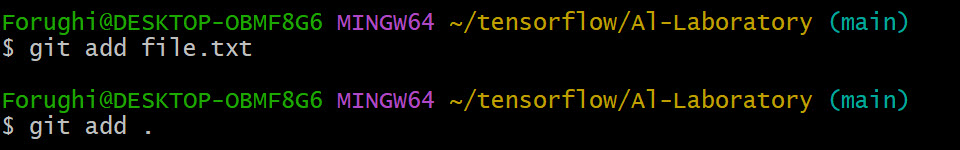 Forughi@DESKTOP-OBMF8G6 MINGW64 ~/tensorflow/Al-Laboratory (main)
$ git add file.txt
Forughi@DESKTOP-OBMF8G6 MINGW64 ~/tensorflow/Al-Laboratory (main)
$ git add .